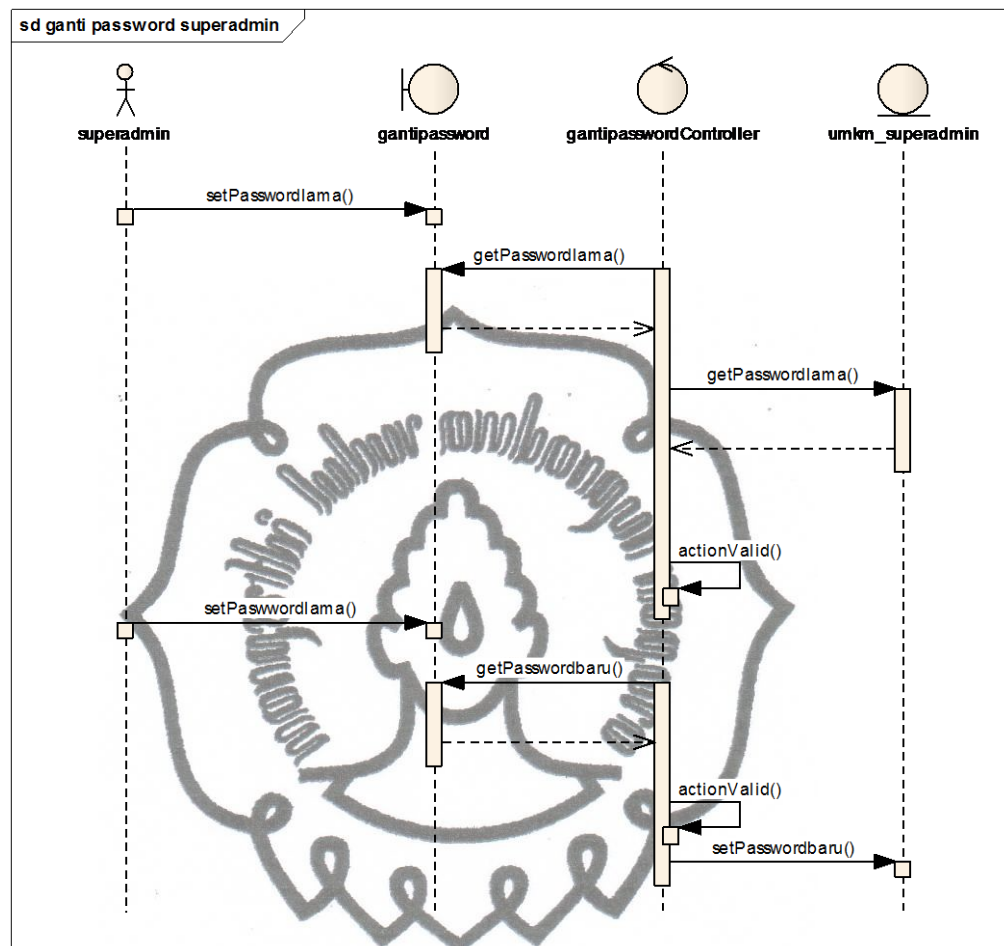 sd ganti password superadmin
superadmin
gantipassword
gantipasswordController
umkm_superadmin
setPasswordlama()
getPasswordlama()
getPasswordlama()
actionValid()
setPaswwordlama()
getPasswordbaru()
actionValid()
setPasswordbaru()